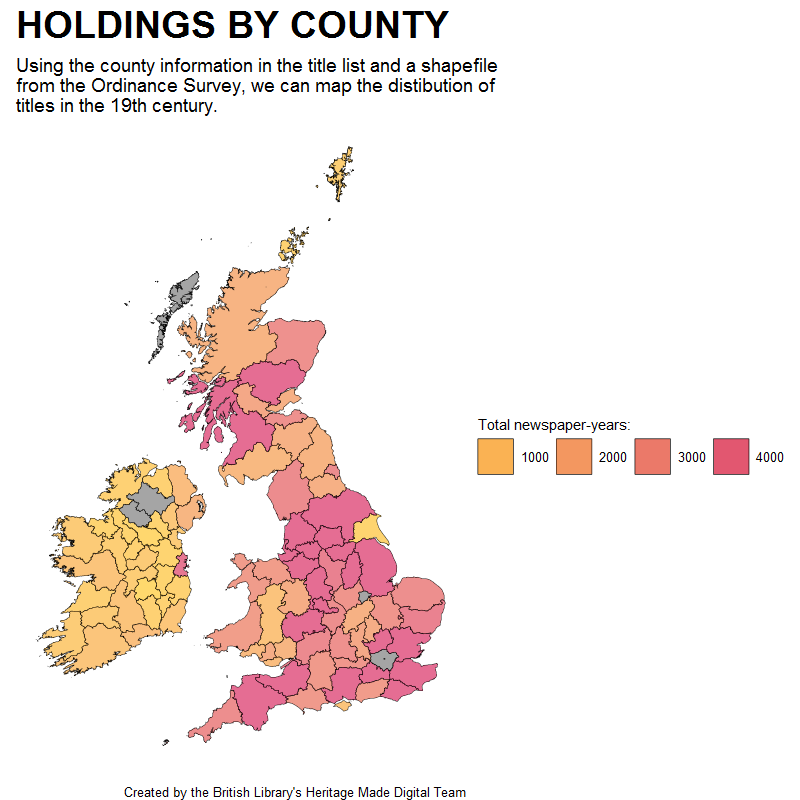 HOLDINGS BY COUNTY
Using the county information in the title list and a shapefile
from the Ordinance Survey, we can map the distibution of
titles in the 19th century.
Total newspaper-years:
1000 2000 3000 4000
Created by the British Library's Heritage Made Digital Team